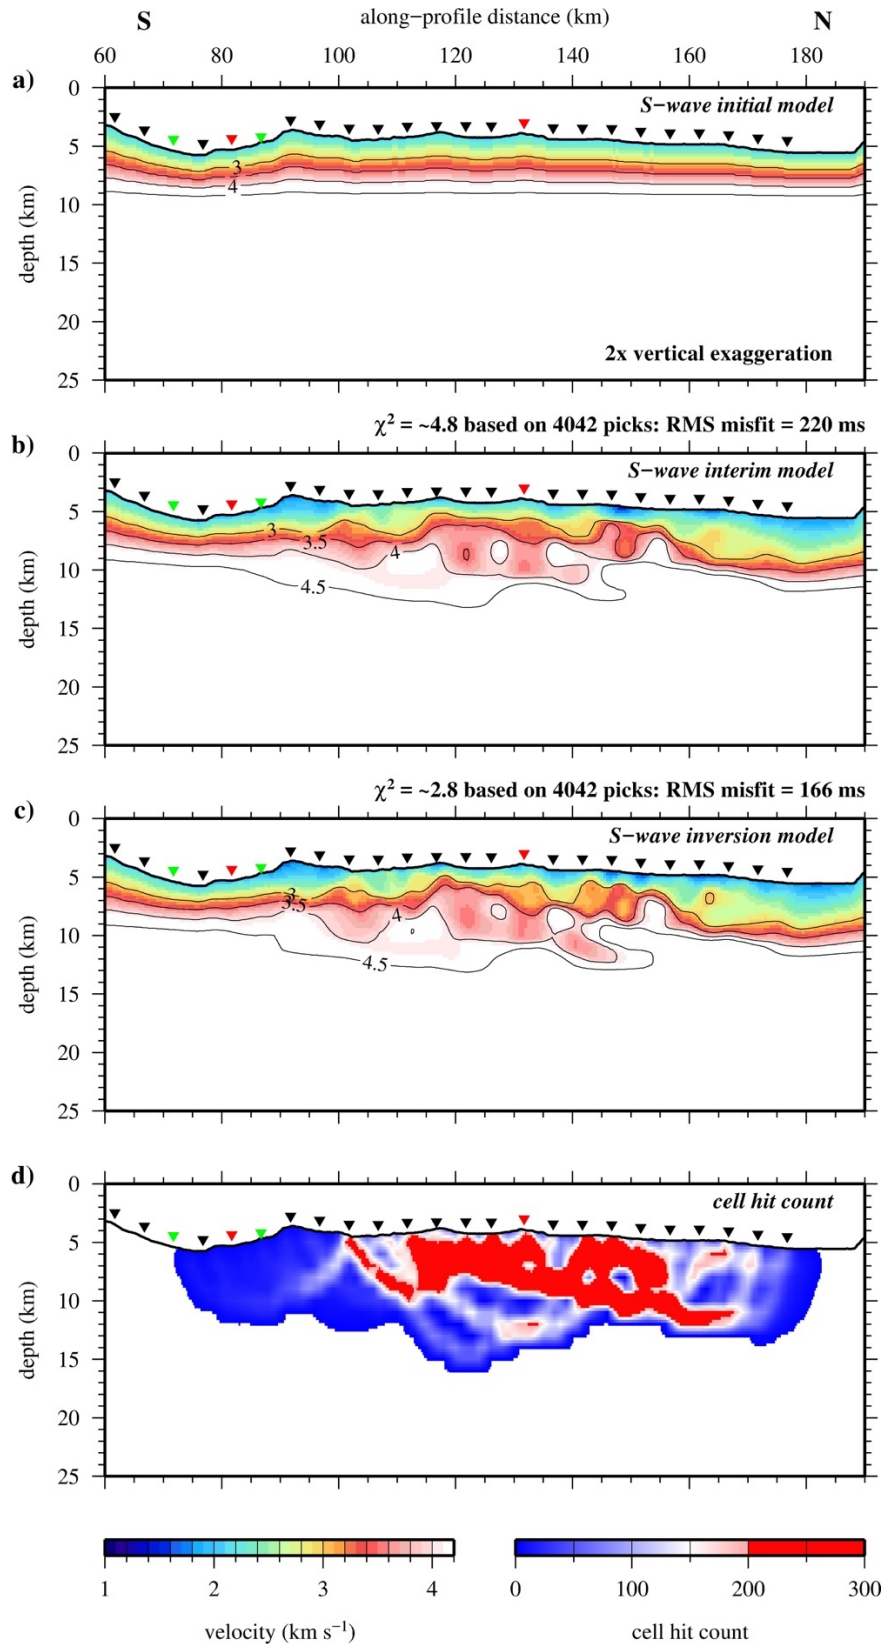 S along−profile distance (km) N
60 80 100 120 140 160 180
a)
0
5
10
15
20
25
depth (km)
S−wave initial model
3
4
2x vertical exaggeration
χ² = ~4.8 based on 4042 picks: RMS misfit = 220 ms
b)
0
5
10
15
20
25
depth (km)
S−wave interim model
3
3.5
4
4.5
χ² = ~2.8 based on 4042 picks: RMS misfit = 166 ms
c)
0
5
10
15
20
25
depth (km)
S−wave inversion model
3
3.5
4
4.5
d)
0
5
10
15
20
25
depth (km)
cell hit count
1 2 3 4
velocity (km s⁻¹)
0 100 200 300
cell hit count